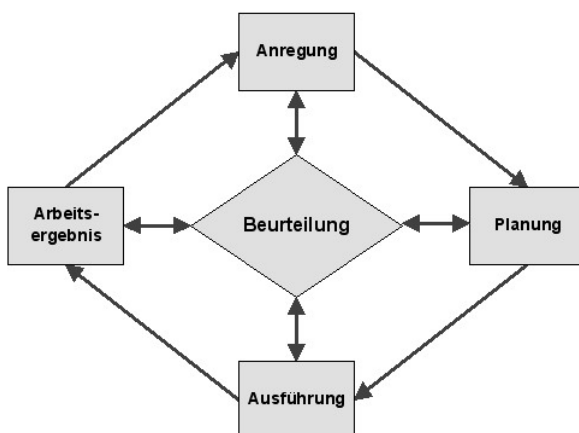 Anregung
Arbeits-
ergebnis
Beurteilung
Planung
Ausführung